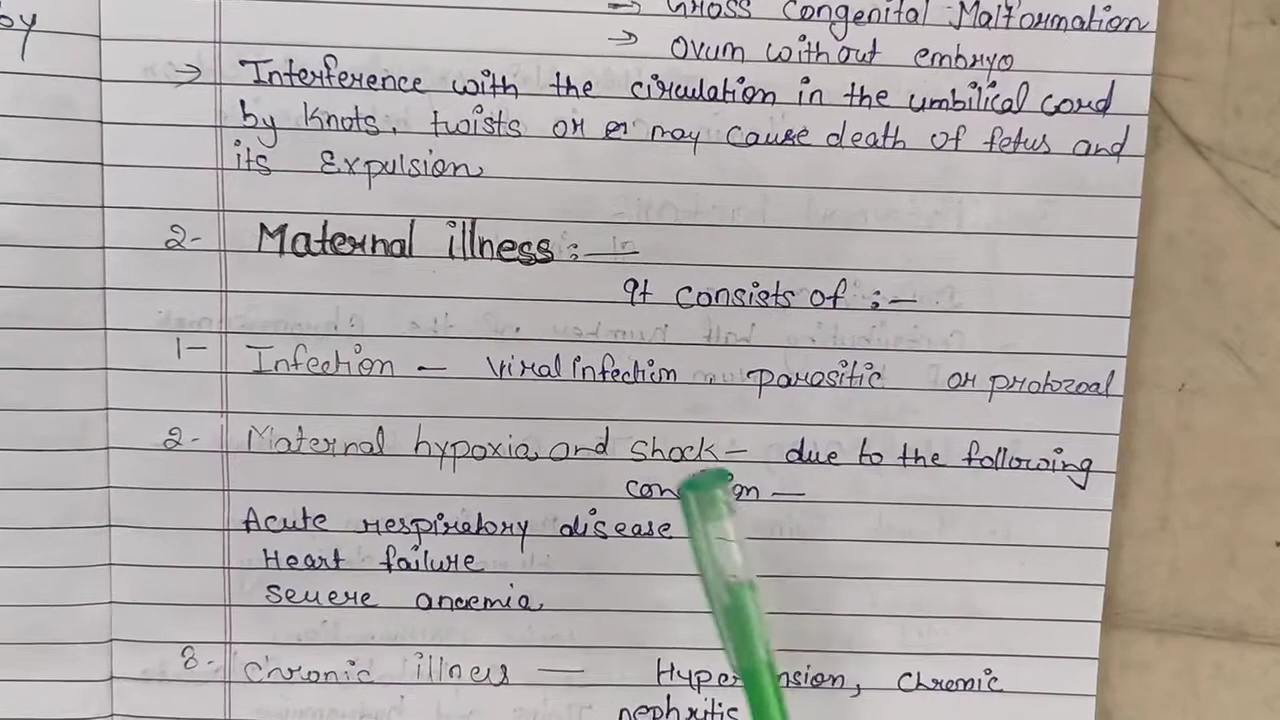 by
→ Gross Congenital Malformation
→ Ovum without embryo
→ Interference with the circulation in the umbilical cord
by knots, twists or er may cause death of fetus and
its Expulsion.
2- Maternal illness:-
It consists of :-
1- Infection - Viral infection, parositic or protozoal
2- Maternal hypoxia and shock- due to the following
Acute respiratory disease
Heart failure
Severe anaemia,
3- Chronic illness - chronic
nephritis